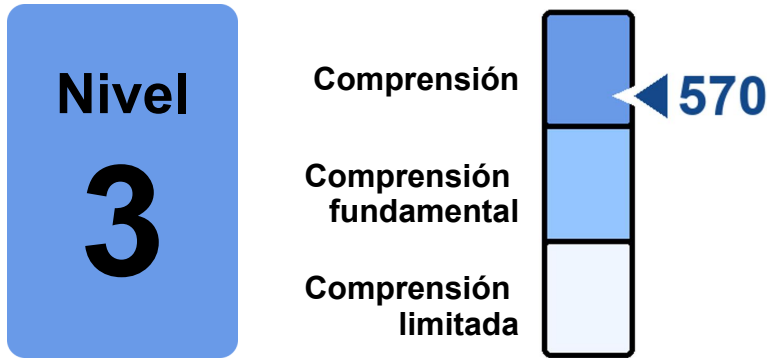 Nivel
3
Comprensión
570
Comprensión
fundamental
Comprensión
limitada